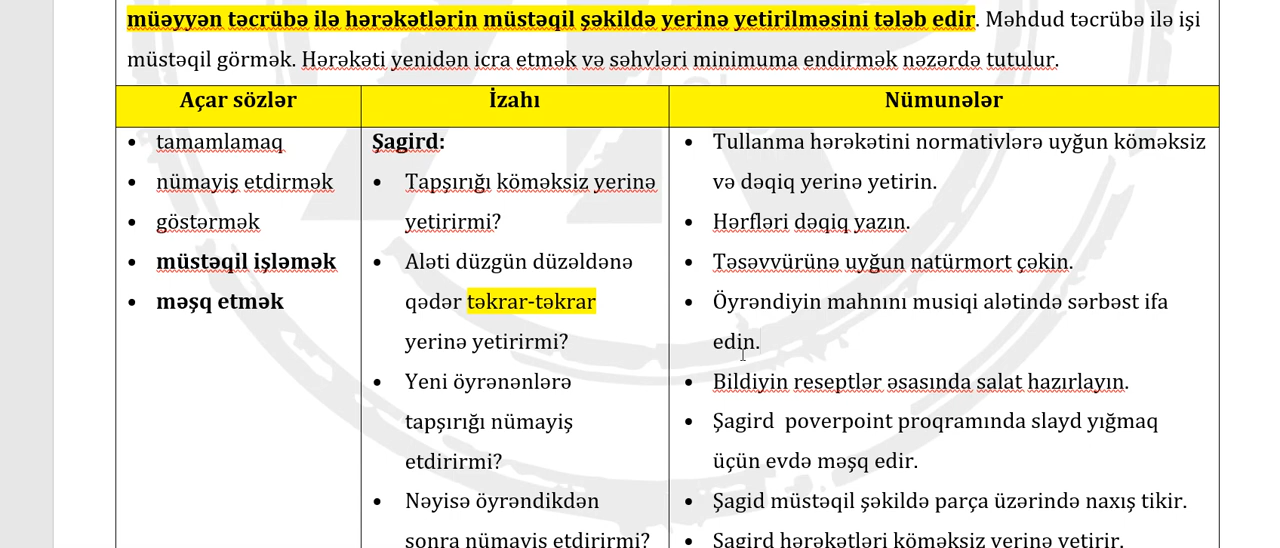 müəyyən təcrübə ilə hərəkətlərin müstəqil şəkildə yerinə yetirilməsini tələb edir. Məhdud təcrübə ilə işi
müstəqil görmək. Hərəkəti yenidən icra etmək və səhvləri minimuma endirmək nəzərdə tutulur.
Açar sözlər
İzahı
Nümunələr
• tamamlamaq
• nümayiş etdirmək
• göstərmək
• müstəqil işləmək
• məşq etmək
Şagird:
• Tapşırığı köməksiz yerinə
yetirirmi?
• Aləti düzgün düzəldənə
qədər təkrar-təkrar
yerinə yetirirmi?
• Yeni öyrənənlərə
tapşırığı nümayiş
etdirirmi?
• Nəyisə öyrəndikdən
sonra nümayiş etdirirmi?
• Tullanma hərəkətini normativlərə uyğun köməksiz
və dəqiq yerinə yetirin.
• Hərfləri dəqiq yazın.
• Təsəvvürünə uyğun natürmort çəkin.
• Öyrəndiyin mahnını musiqi alətində sərbəst ifa
edin.
• Bildiyin reseptlər əsasında salat hazırlayın.
• Şagird poverpoint proqramında slayd yığmaq
üçün evdə məşq edir.
• Şagid müstəqil şəkildə parça üzərində naxış tikir.
• Şagird hərəkətləri köməksiz yerinə yetirir.